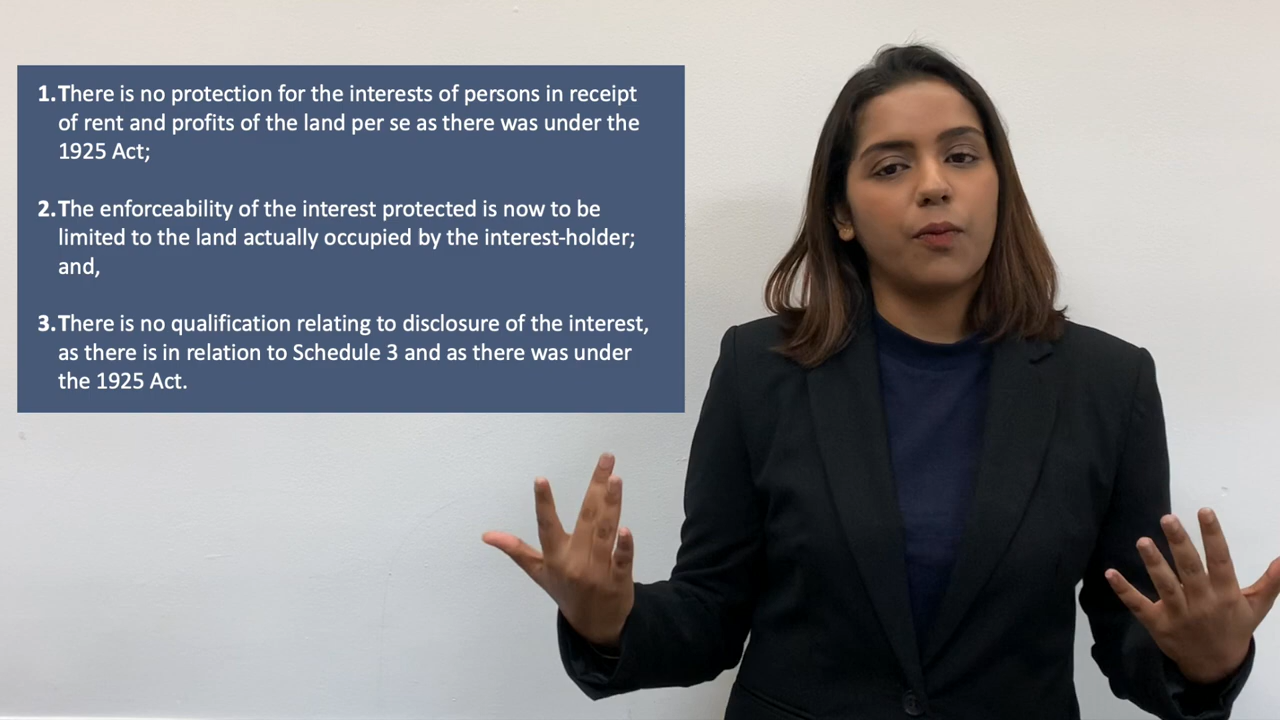 1.There is no protection for the interests of persons in receipt
of rent and profits of the land per se as there was under the
1925 Act;
2.The enforceability of the interest protected is now to be
limited to the land actually occupied by the interest-holder;
and,
3.There is no qualification relating to disclosure of the interest,
as there is in relation to Schedule 3 and as there was under
the 1925 Act.